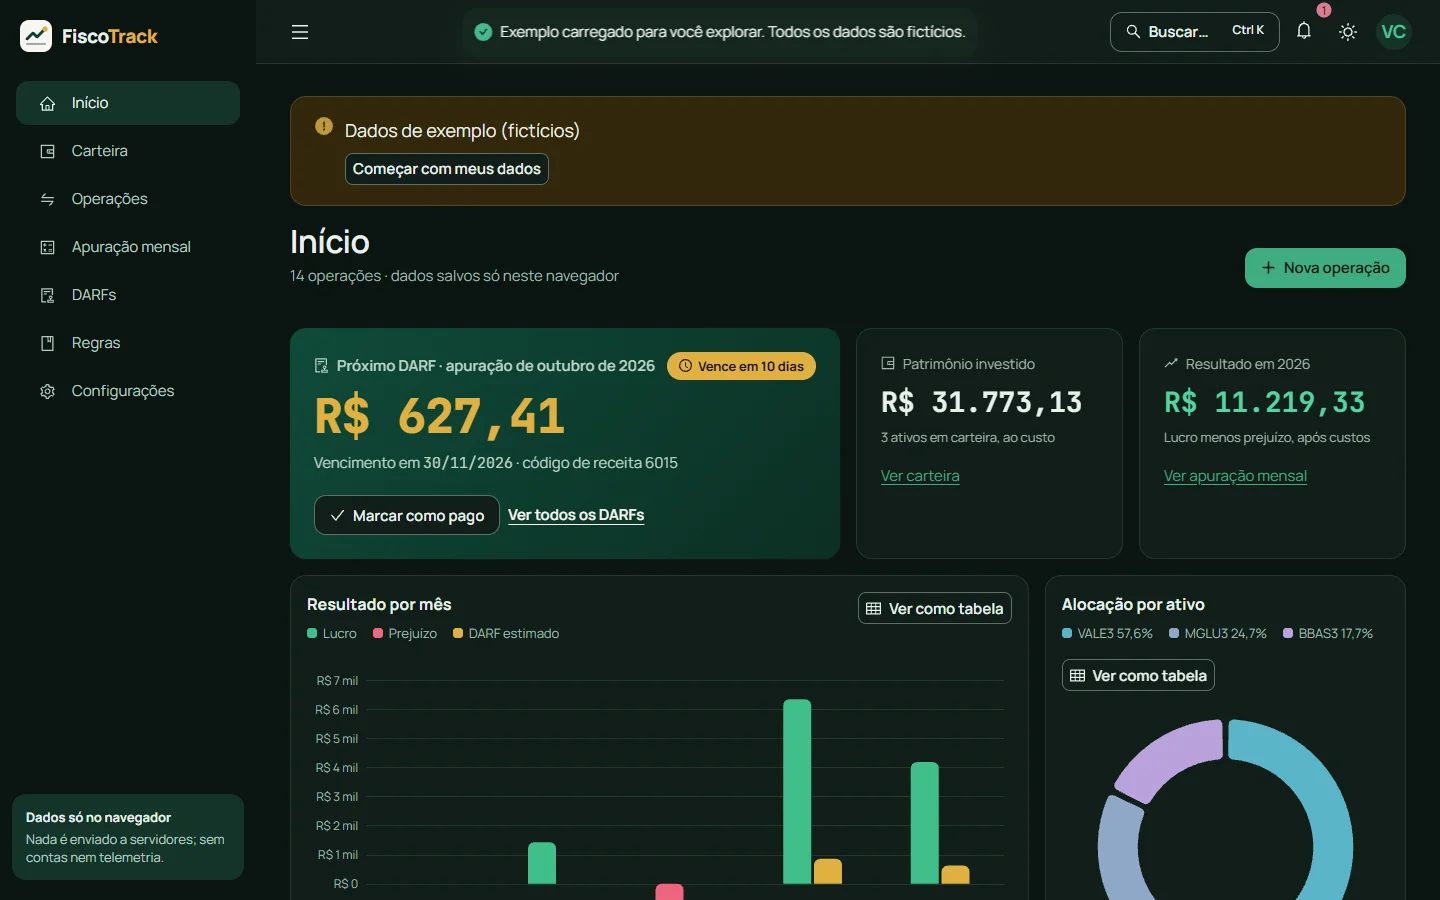 FiscoTrack
Exemplo carregado para você explorar. Todos os dados são fictícios.
Buscar... Ctrl K
1
VC
Início
Carteira
Operações
Apuração mensal
DARFs
Regras
Configurações
Dados só no navegador
Nada é enviado a servidores; sem
contas nem telemetria.
Dados de exemplo (fictícios)
Começar com meus dados
Início
14 operações · dados salvos só neste navegador
Nova operação
Próximo DARF · apuração de outubro de 2026
Vence em 10 dias
R$ 627,41
Vencimento em 30/11/2026 · código de receita 6015
Marcar como pago
Ver todos os DARFs
Patrimônio investido
R$ 31.773,13
3 ativos em carteira, ao custo
Ver carteira
Resultado em 2026
R$ 11.219,33
Lucro menos prejuízo, após custos
Ver apuração mensal
Resultado por mês
Lucro Prejuízo DARF estimado
Ver como tabela
R$ 7 mil
R$ 6 mil
R$ 5 mil
R$ 4 mil
R$ 3 mil
R$ 2 mil
R$ 1 mil
R$ 0
Alocação por ativo
VALE3 57,6% MGLU3 24,7% BBAS3 17,7%
Ver como tabela